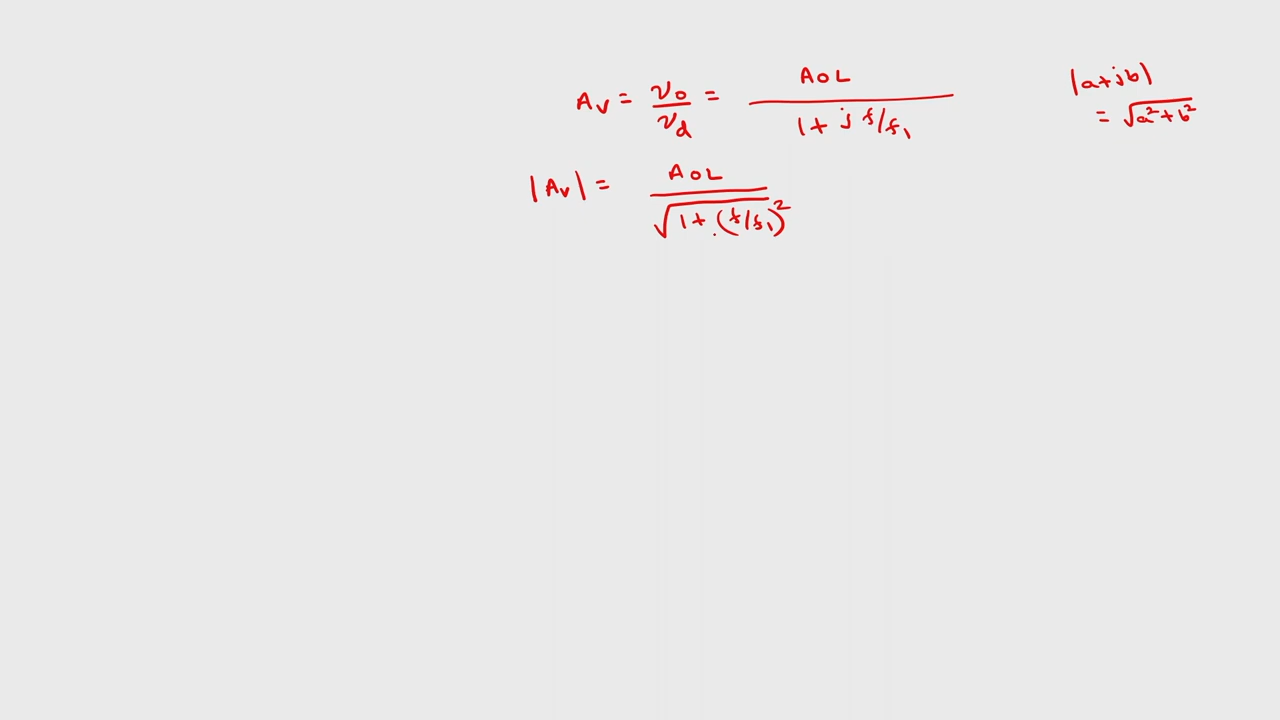 Av = vo/vd = AOL / (1 + j f/f1)
|a+jb| = √(a² + b²)
|Av| = AOL / √(1 + (f/f1)²)